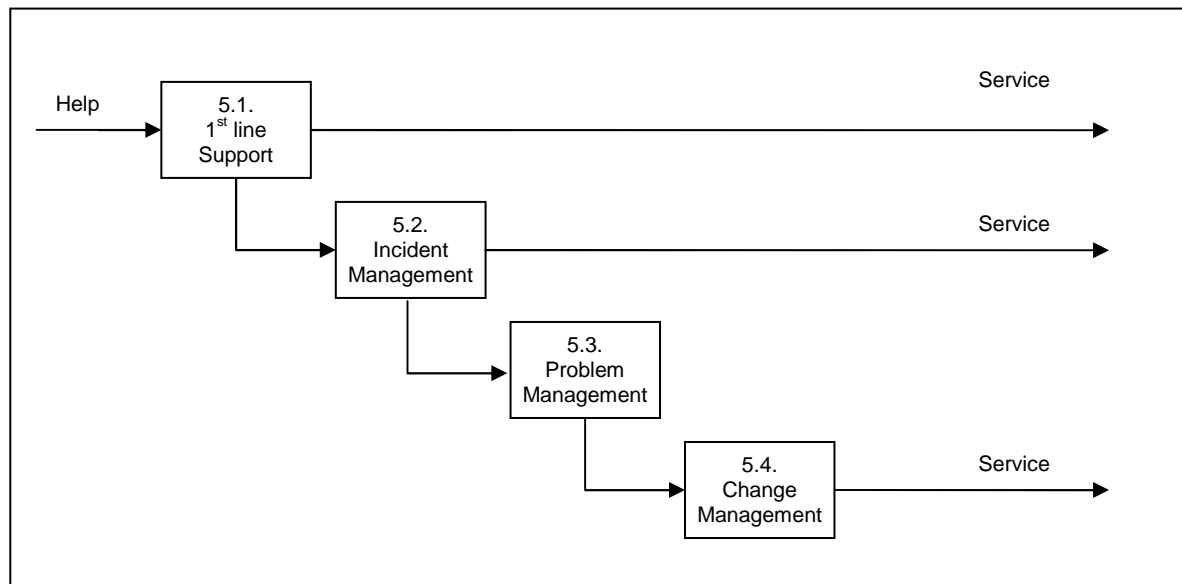 Service
Help
5.1.
1st line
Support
5.2.
Incident
Management
Service
5.3.
Problem
Management
5.4.
Change
Management
Service